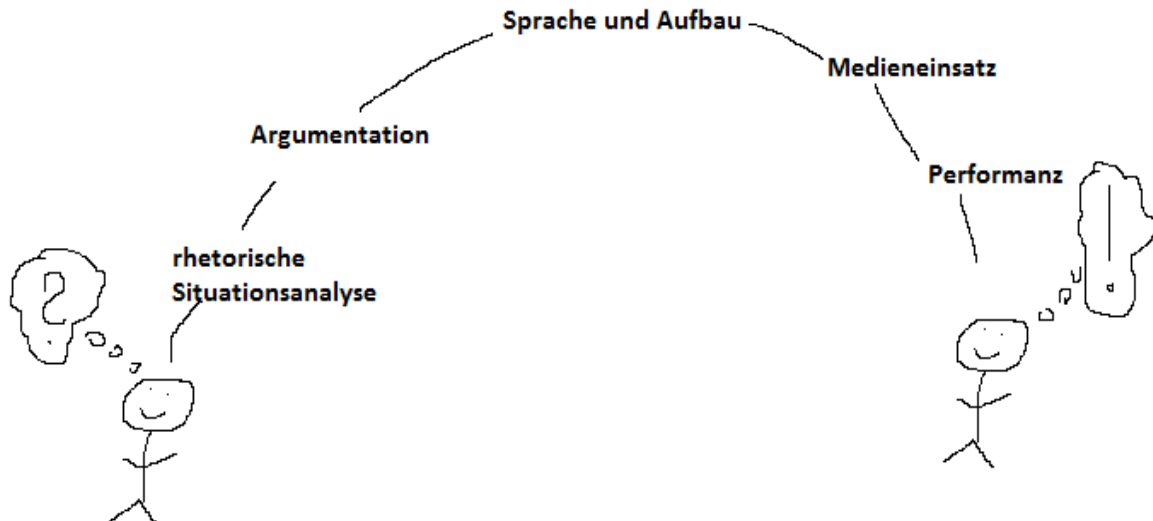 Sprache und Aufbau
Medieneinsatz
Argumentation
Performanz
rhetorische
Situationsanalyse
?
!